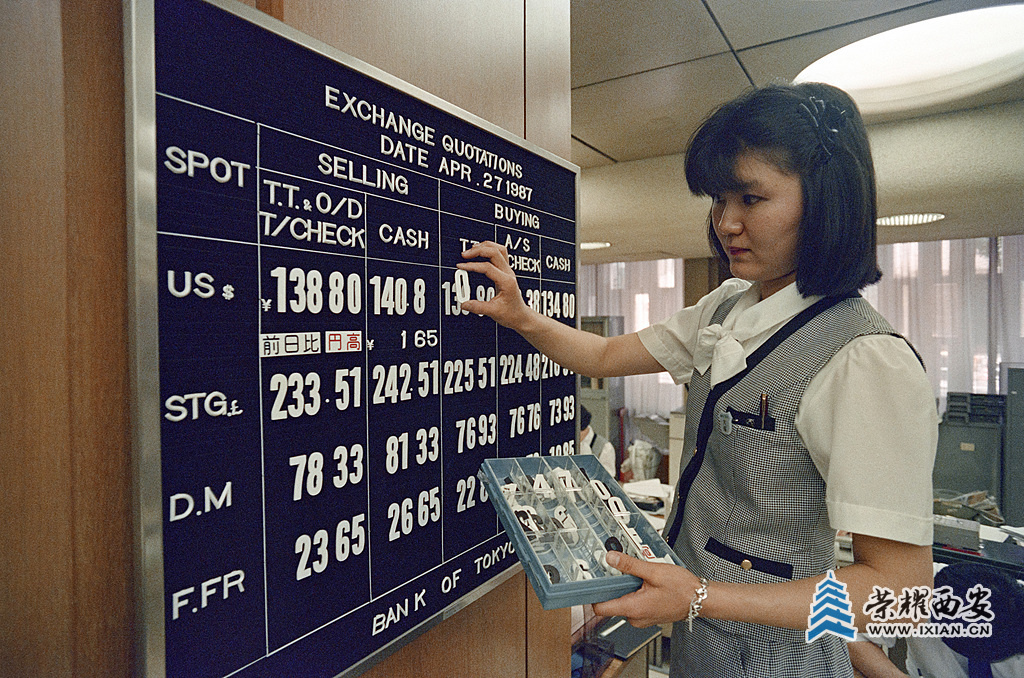 EXCHANGE QUOTATIONS
DATE APR. 27 1987
SPOT
SELLING
BUYING
T.T.& O/D
T/CHECK
CASH
A/S
CHECK
CASH
US $
¥138 80
140.8
134 80
前日比 円高 ¥ 1 65
STG.£
233.51
242.51
225 51
224.48
D.M
78 33
81 33
76 93
76 76
73 93
F.FR
23 65
26 65
BANK OF TOKYO
荣耀西安
WWW.IXIAN.CN